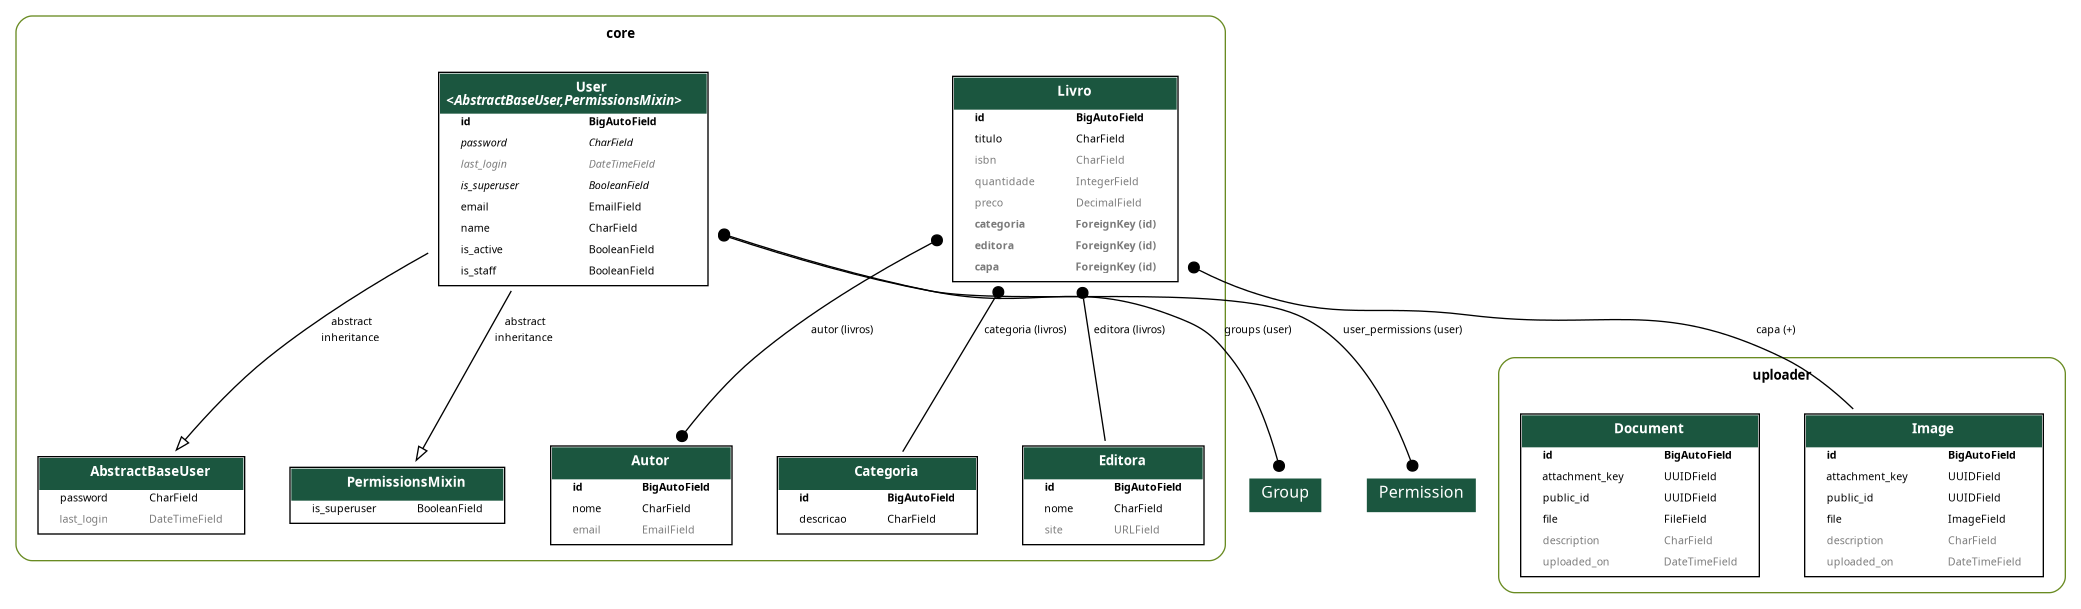 core
User
<AbstractBaseUser,PermissionsMixin>
id BigAutoField
password CharField
last_login DateTimeField
is_superuser BooleanField
email EmailField
name CharField
is_active BooleanField
is_staff BooleanField
Livro
id BigAutoField
titulo CharField
isbn CharField
quantidade IntegerField
preco DecimalField
categoria ForeignKey (id)
editora ForeignKey (id)
capa ForeignKey (id)
abstract
inheritance
abstract
inheritance
autor (livros)
categoria (livros)
editora (livros)
groups (user)
user_permissions (user)
capa (+)
AbstractBaseUser
password CharField
last_login DateTimeField
PermissionsMixin
is_superuser BooleanField
Autor
id BigAutoField
nome CharField
email EmailField
Categoria
id BigAutoField
descricao CharField
Editora
id BigAutoField
nome CharField
site URLField
Group
Permission
uploader
Document
id BigAutoField
attachment_key UUIDField
public_id UUIDField
file FileField
description CharField
uploaded_on DateTimeField
Image
id BigAutoField
attachment_key UUIDField
public_id UUIDField
file ImageField
description CharField
uploaded_on DateTimeField